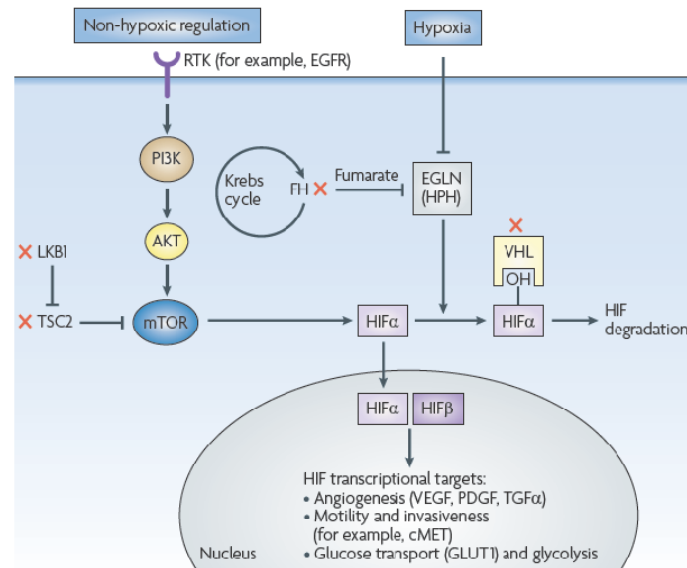 Non-hypoxic regulation
Hypoxia
RTK (for example, EGFR)
PI3K
Krebs
cycle
FH
Fumarate
EGLN
(HPH)
AKT
VHL
OH
LKB1
TSC2
mTOR
HIFα
HIFα
HIF
degradation
HIFα
HIFβ
HIF transcriptional targets:
• Angiogenesis (VEGF, PDGF, TGFα)
• Motility and invasiveness
(for example, cMET)
• Glucose transport (GLUT1) and glycolysis
Nucleus